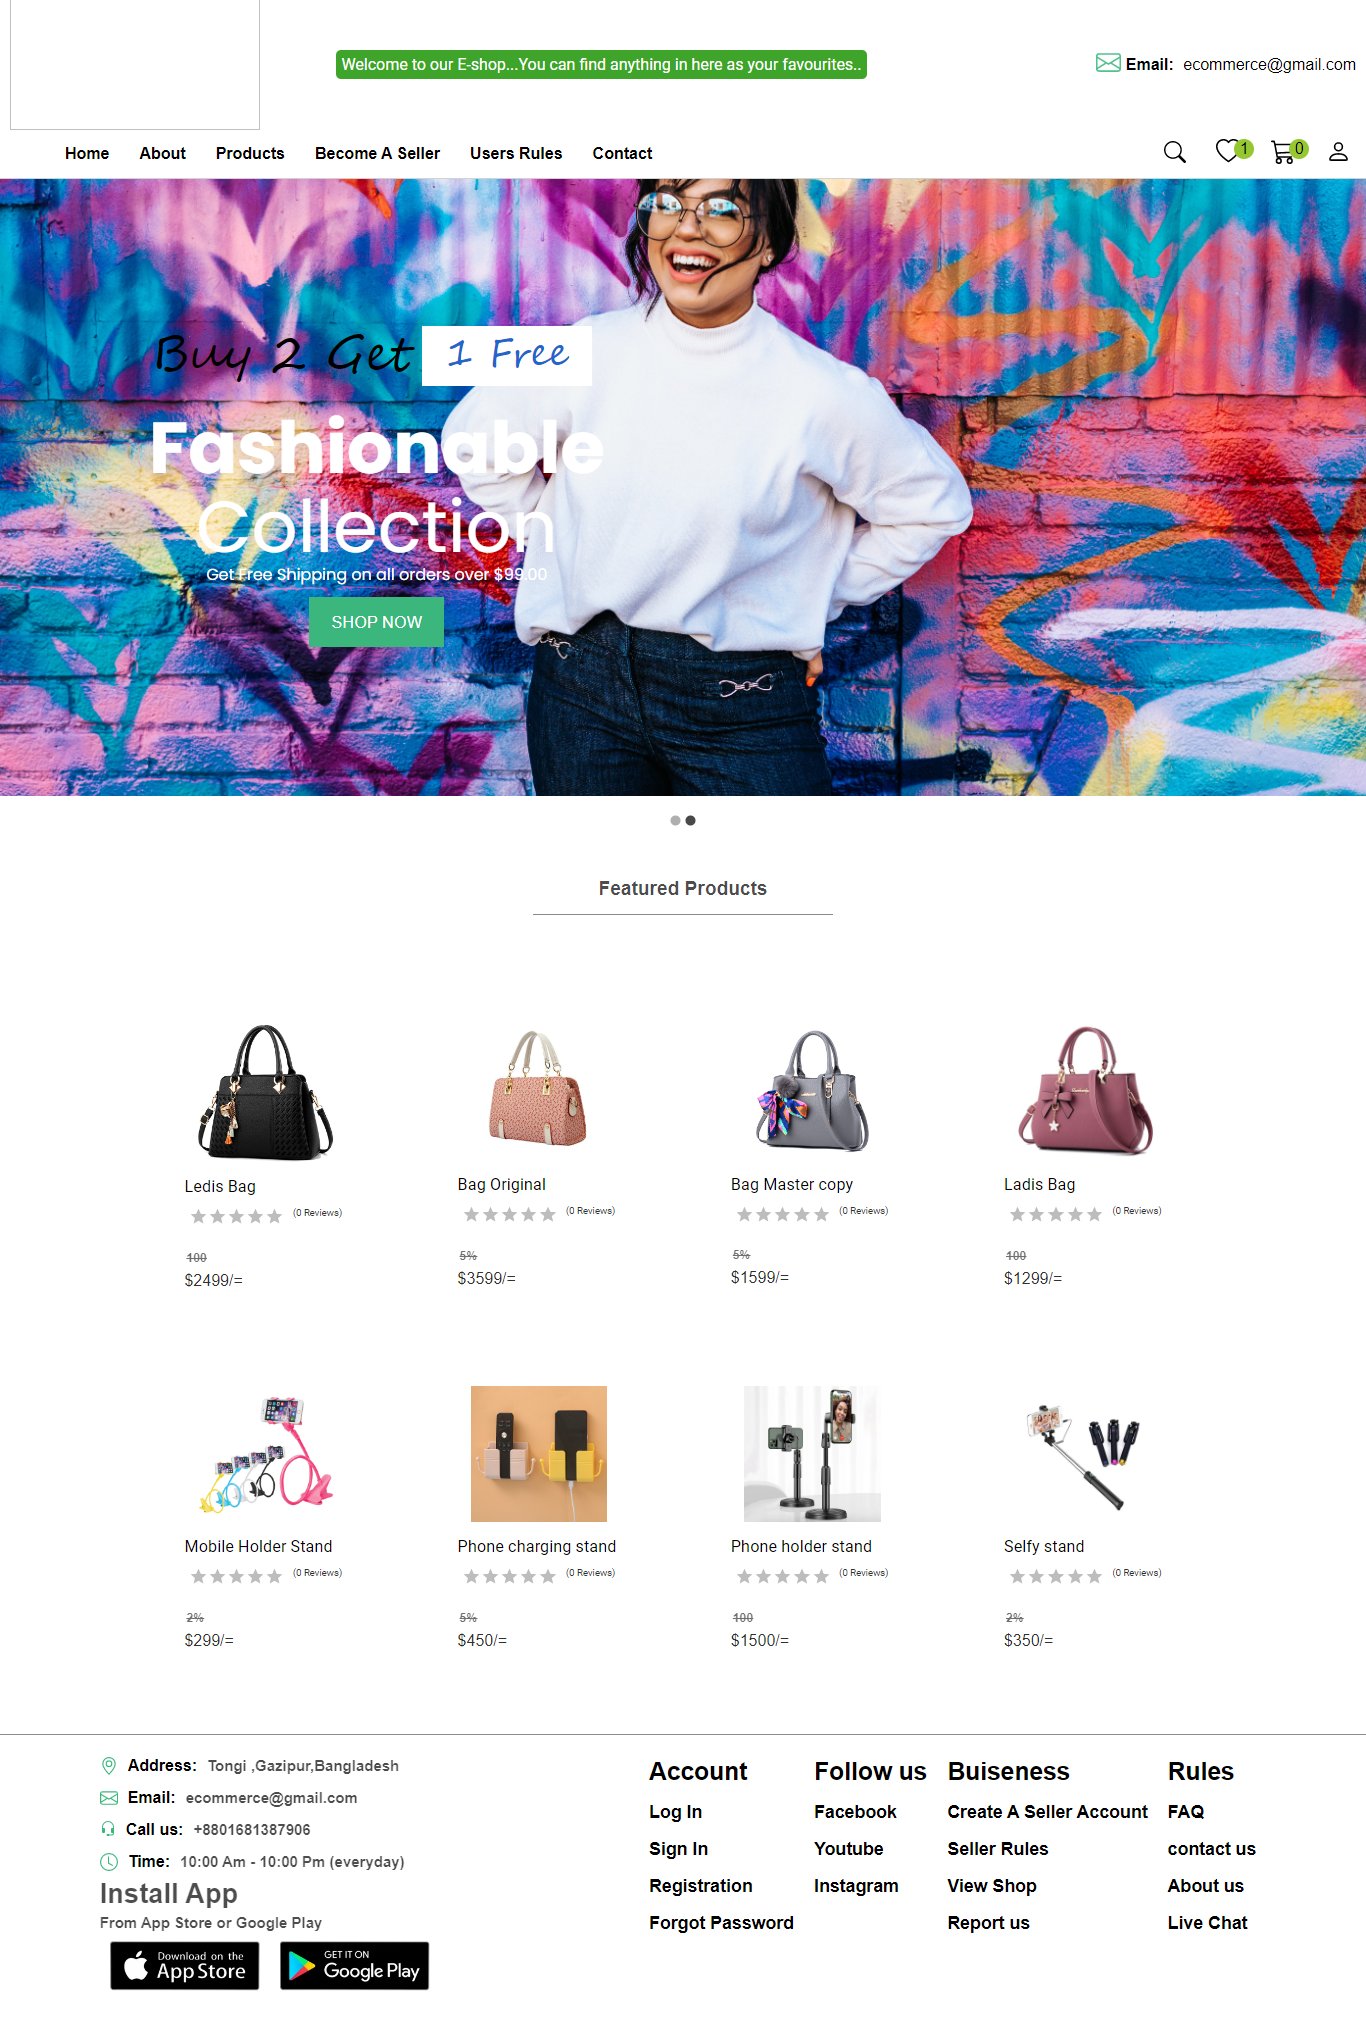 Welcome to our E-shop...You can find anything in here as your favourites..
Email: ecommerce@gmail.com
Home About Products Become A Seller Users Rules Contact
1 0
Buy 2 Get 1 Free
Fashionable
Collection
Get Free Shipping on all orders over $99.00
SHOP NOW
Featured Products
Ledis Bag
(0 Reviews)
100
$2499/=
Bag Original
(0 Reviews)
5%
$3599/=
Bag Master copy
(0 Reviews)
5%
$1599/=
Ladis Bag
(0 Reviews)
100
$1299/=
Mobile Holder Stand
(0 Reviews)
2%
$299/=
Phone charging stand
(0 Reviews)
5%
$450/=
Phone holder stand
(0 Reviews)
100
$1500/=
Selfy stand
(0 Reviews)
2%
$350/=
Address: Tongi ,Gazipur,Bangladesh
Email: ecommerce@gmail.com
Call us: +8801681387906
Time: 10:00 Am - 10:00 Pm (everyday)
Install App
From App Store or Google Play
Download on the
App Store
GET IT ON
Google Play
Account
Log In
Sign In
Registration
Forgot Password
Follow us
Facebook
Youtube
Instagram
Buiseness
Create A Seller Account
Seller Rules
View Shop
Report us
Rules
FAQ
contact us
About us
Live Chat